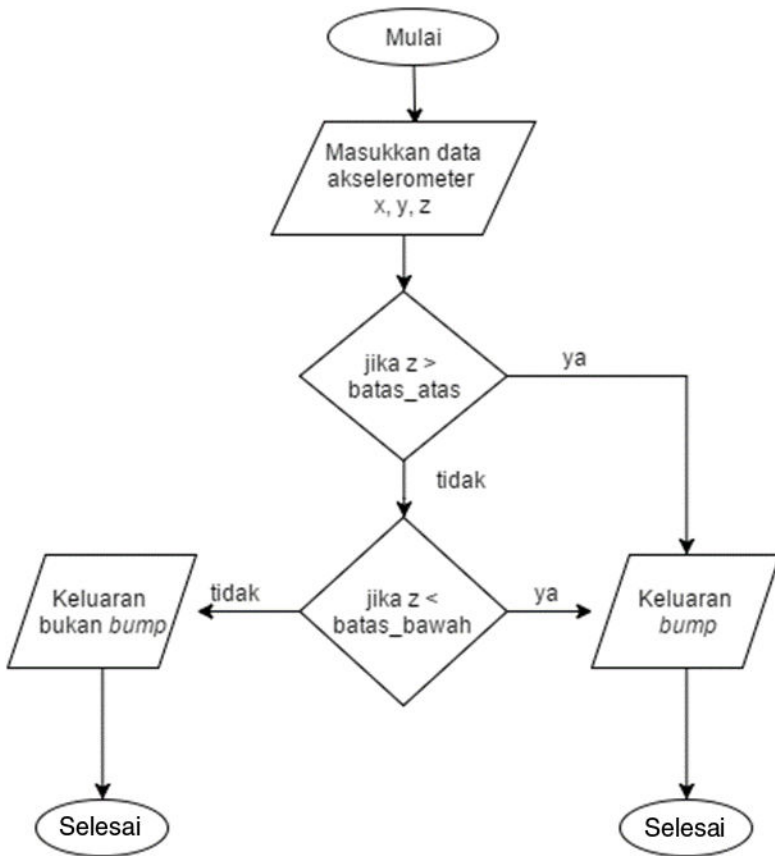 Mulai
Masukkan data
akselerometer
x, y, z
jika z >
batas_atas
ya
tidak
Keluaran
bukan bump
tidak
jika z <
batas_bawah
ya
Keluaran
bump
Selesai
Selesai